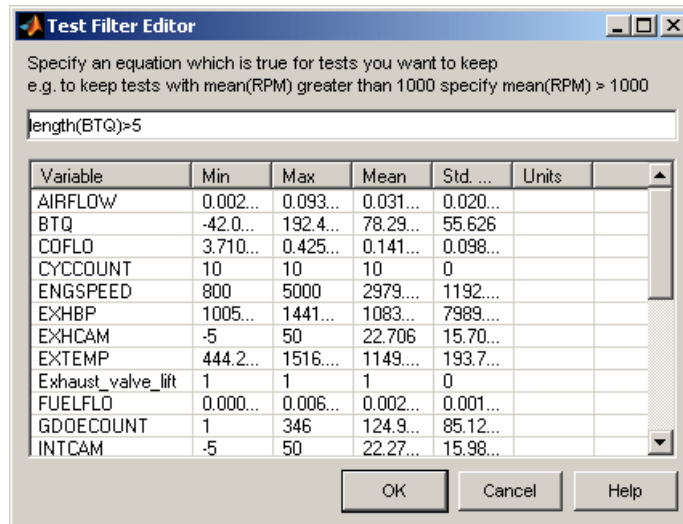 Test Filter Editor
Specify an equation which is true for tests you want to keep
e.g. to keep tests with mean(RPM) greater than 1000 specify mean(RPM) > 1000
length(BTQ)>5
Variable Min Max Mean Std. ... Units
AIRFLOW 0.002... 0.093... 0.031... 0.020...
BTQ -42.0... 192.4... 78.29... 55.626
COFLO 3.710... 0.425... 0.141... 0.098...
CYCCOUNT 10 10 10 0
ENGSPEED 800 5000 2979.... 1192....
EXHBP 1005... 1441... 1083... 7989....
EXHCAM -5 50 22.706 15.70...
EXTEMP 444.2... 1516.... 1149.... 193.7...
Exhaust_valve_lift 1 1 1 0
FUELFLO 0.000... 0.006... 0.002... 0.001...
GDOECOUNT 1 346 124.9... 85.12...
INTCAM -5 50 22.27... 15.98...
OK Cancel Help